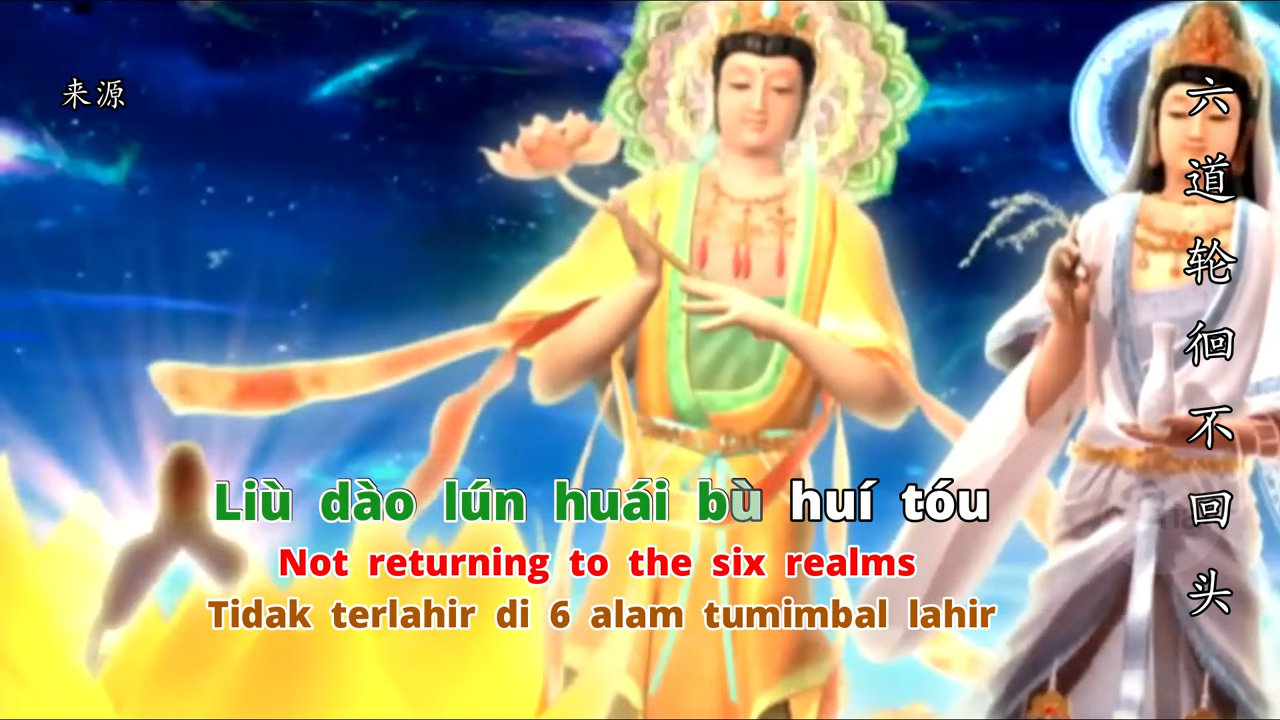 来源
六道轮徊不回头
Liù dào lún huái bù huí tóu
Not returning to the six realms
Tidak terlahir di 6 alam tumimbal lahir